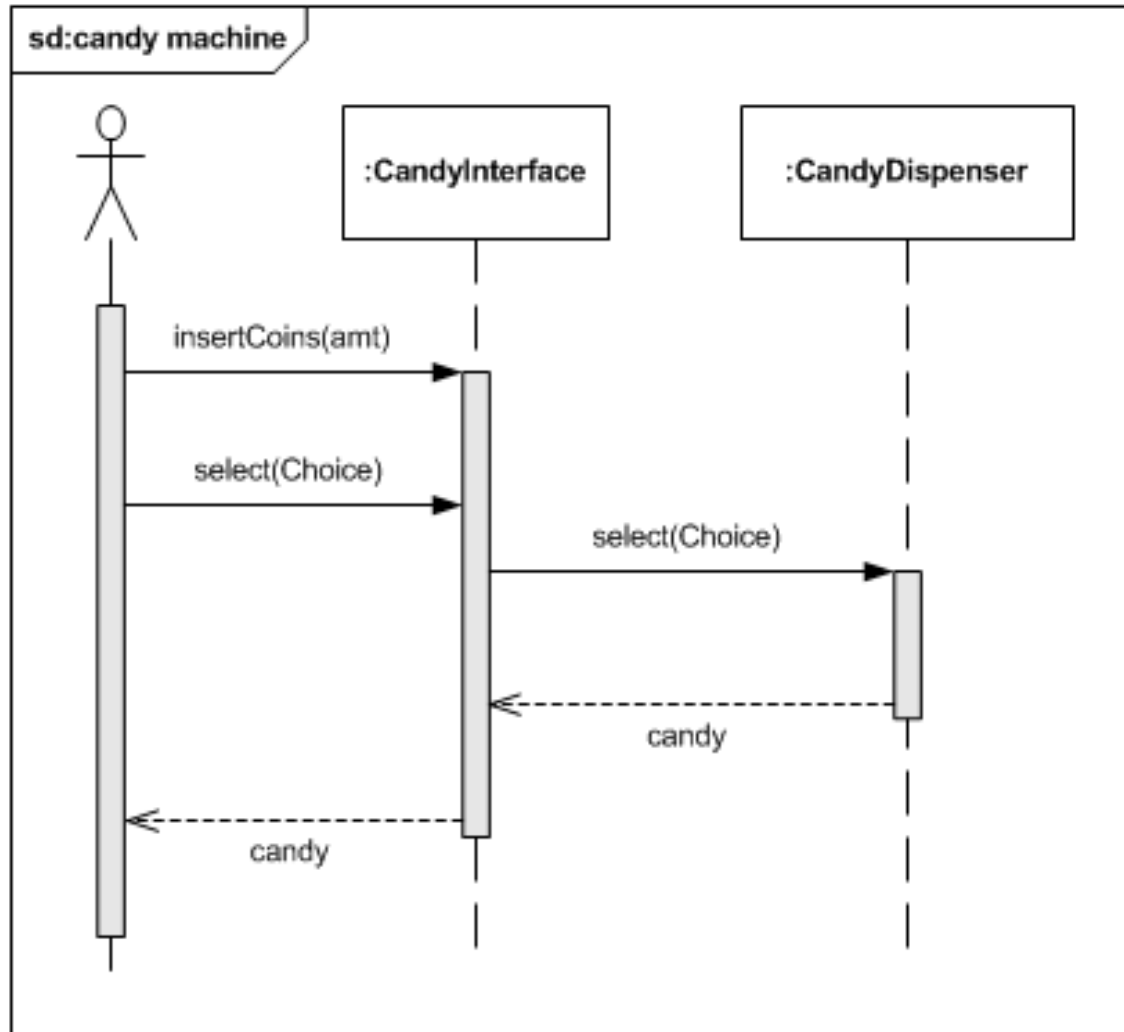 sd:candy machine
:CandyInterface
:CandyDispenser
insertCoins(amt)
select(Choice)
select(Choice)
candy
candy